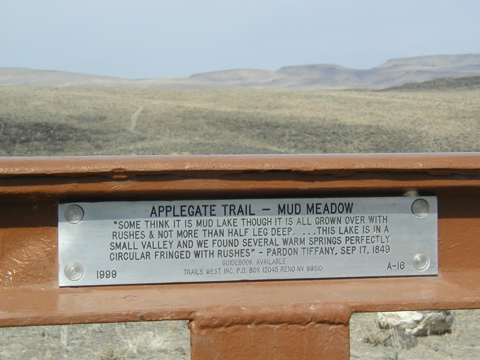 APPLEGATE TRAIL - MUD MEADOW
"SOME THINK IT IS MUD LAKE THOUGH IT IS ALL GROWN OVER WITH
RUSHES & NOT MORE THAN HALF LEG DEEP. ...THIS LAKE IS IN A
SMALL VALLEY AND WE FOUND SEVERAL WARM SPRINGS PERFECTLY
CIRCULAR FRINGED WITH RUSHES" - PARDON TIFFANY, SEP 17, 1849
GUIDEBOOK AVAILABLE
1999 TRAILS WEST INC. P.O. BOX 12045 RENO NV 89510 A-16